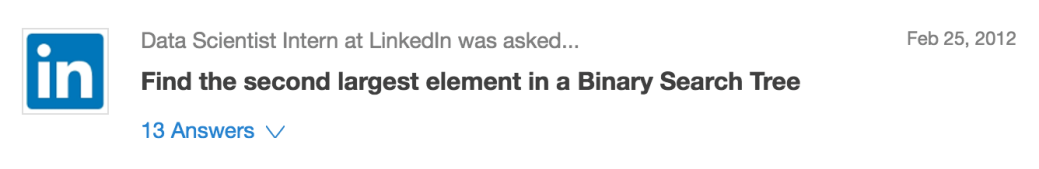 in
Data Scientist Intern at LinkedIn was asked...
Feb 25, 2012
Find the second largest element in a Binary Search Tree
13 Answers